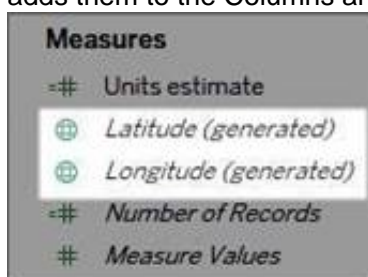 adds them to the Columns a
Measures
=# Units estimate
Latitude (generated)
Longitude (generated)
=# Number of Records
# Measure Values